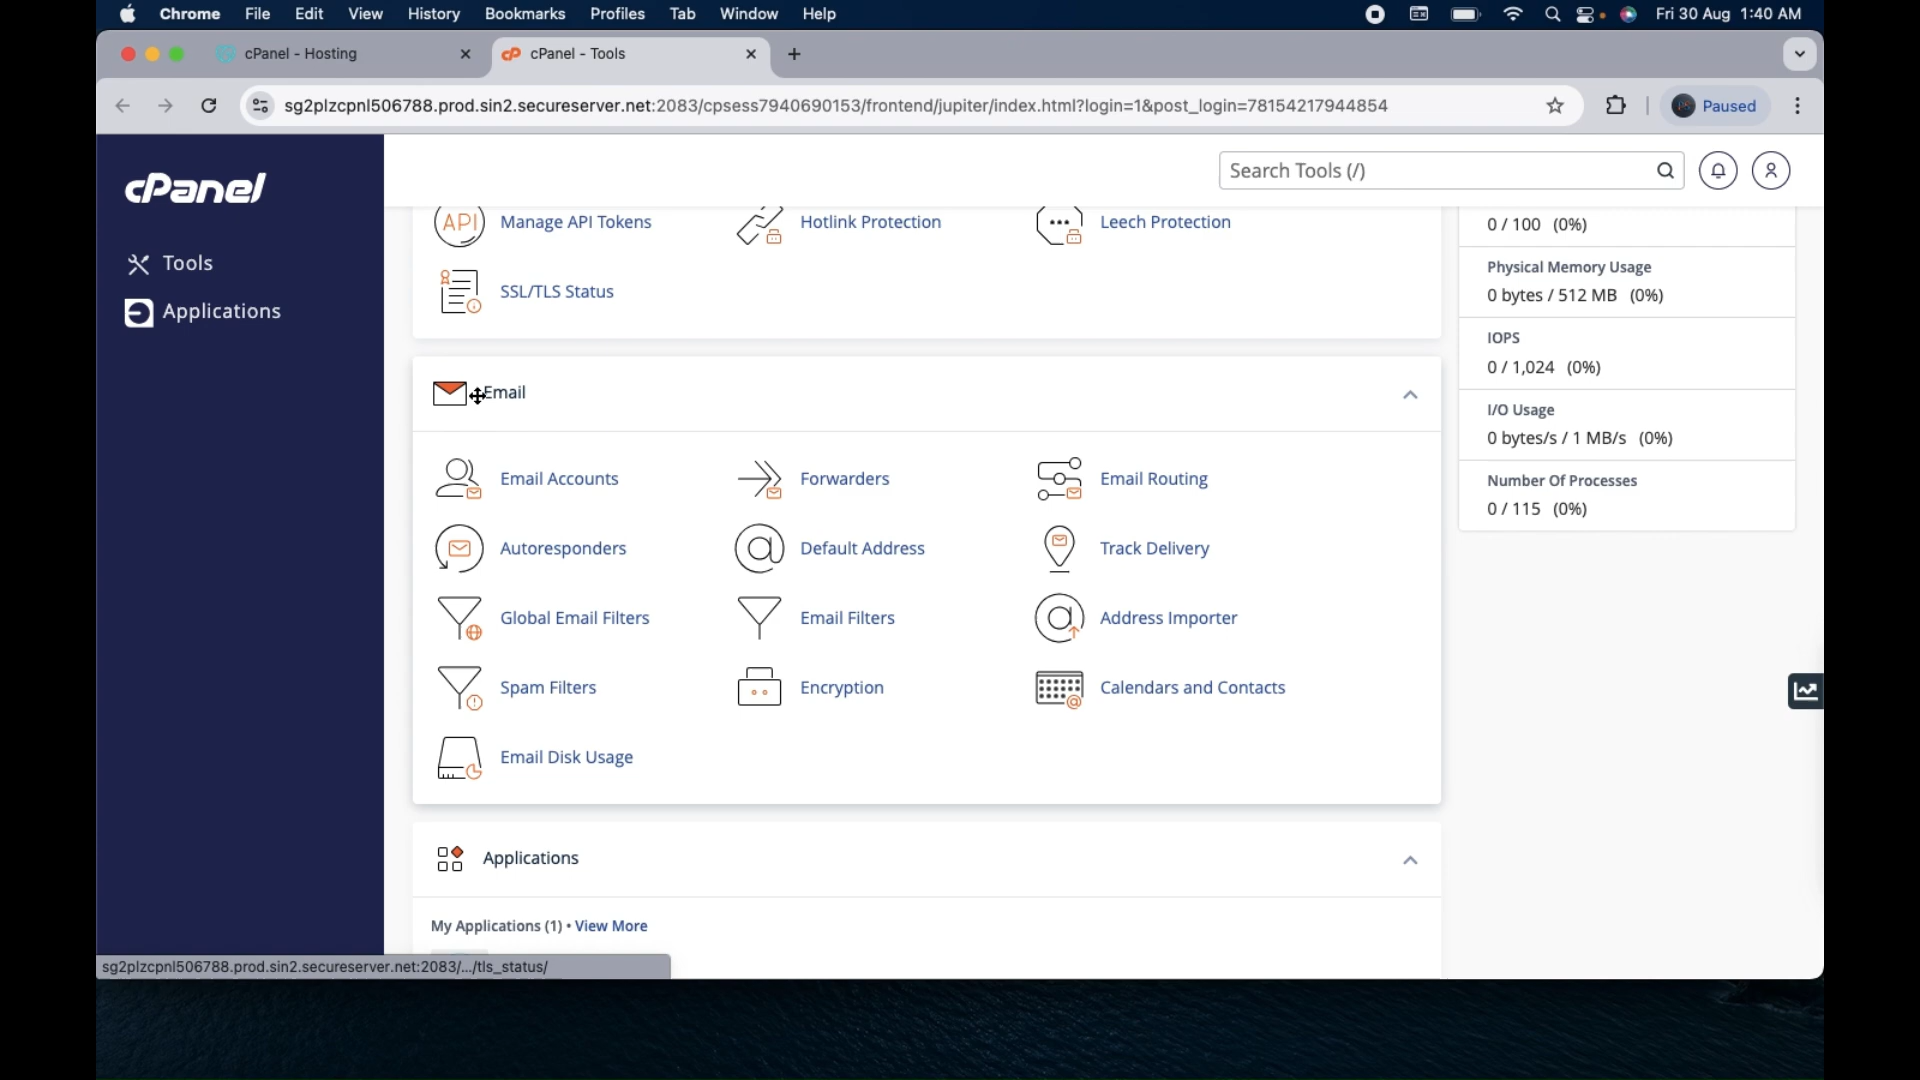 Chrome File Edit View History Bookmarks Profiles Tab Window Help Fri 30 Aug 1:40 AM
cPanel - Hosting cPanel - Tools
sg2plzcpnl506788.prod.sin2.secureserver.net:2083/cpsess7940690153/frontend/jupiter/index.html?login=1&post_login=78154217944854 Paused
cPanel
Search Tools (/)
Tools
Applications
API Manage API Tokens Hotlink Protection Leech Protection
SSL/TLS Status
0 / 100 (0%)
Physical Memory Usage
0 bytes / 512 MB (0%)
IOPS
0 / 1,024 (0%)
I/O Usage
0 bytes/s / 1 MB/s (0%)
Number Of Processes
0 / 115 (0%)
Email
Email Accounts Forwarders Email Routing
Autoresponders Default Address Track Delivery
Global Email Filters Email Filters Address Importer
Spam Filters Encryption Calendars and Contacts
Email Disk Usage
Applications
My Applications (1) • View More
sg2plzcpnl506788.prod.sin2.secureserver.net:2083/.../tls_status/